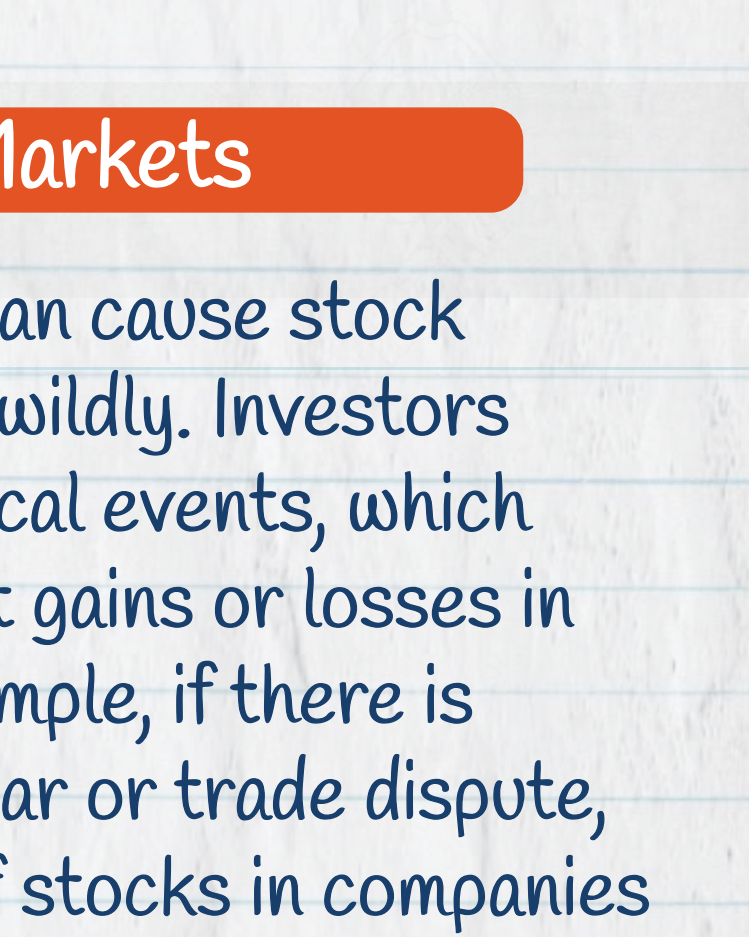 Markets
an cause stock
wildly. Investors
cal events, which
t gains or losses in
mple, if there is
ar or trade dispute,
f stocks in companies